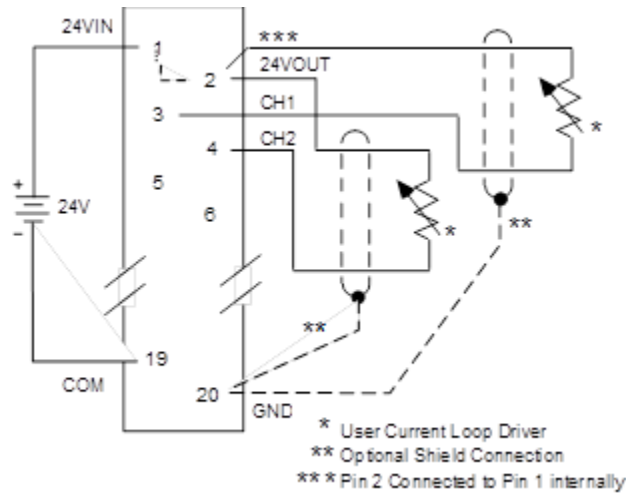 24VIN
1
***
2
24VOUT
3
CH1
*
4
CH2
5
+
24V
6
-
*
**
**
19
COM
20
GND
* User Current Loop Driver
** Optional Shield Connection
*** Pin 2 Connected to Pin 1 internally